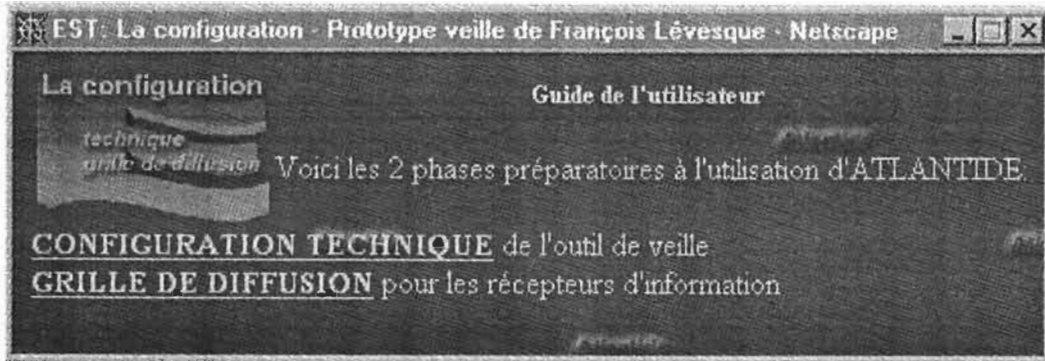 EST: La configuration - Prototype veille de François Lévesque - Netscape
La configuration
Guide de l'utilisateur
technique
grille de diffusion
Voici les 2 phases préparatoires à l'utilisation d'ATLANTIDE:
CONFIGURATION TECHNIQUE de l'outil de veille
GRILLE DE DIFFUSION pour les récepteurs d'information